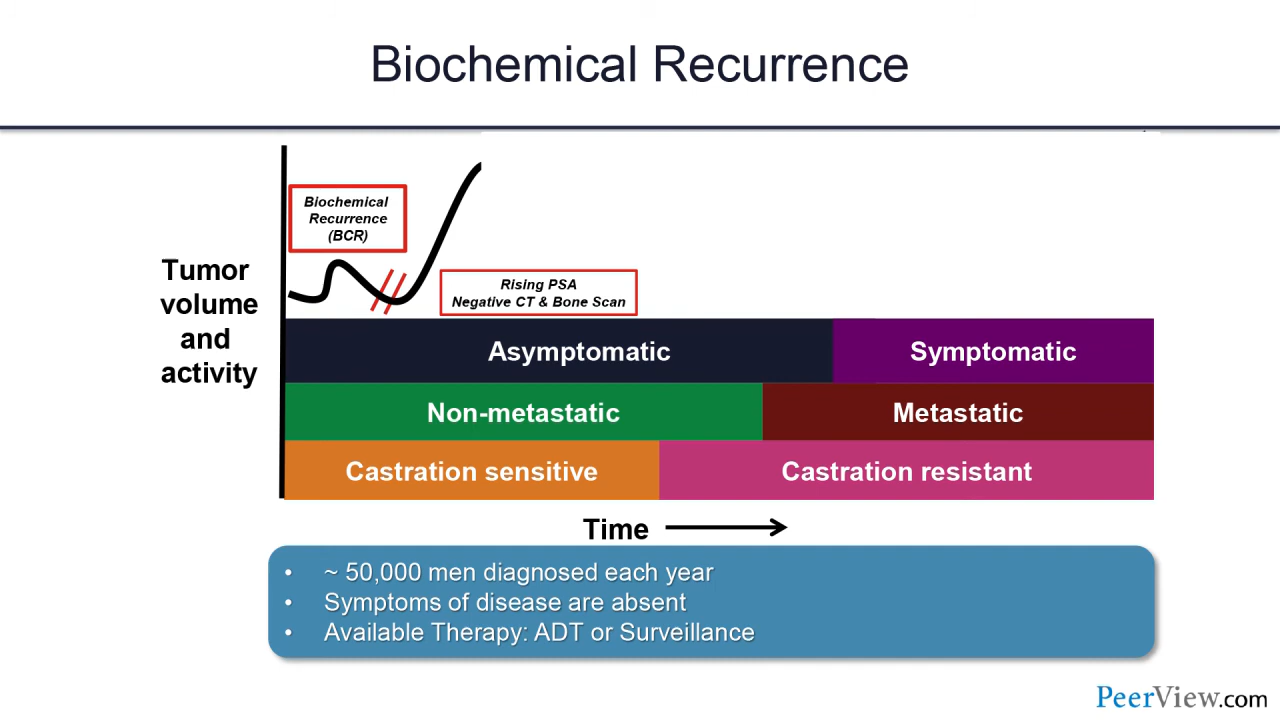 Biochemical Recurrence
Biochemical
Recurrence
(BCR)
Tumor
volume
and
activity
Rising PSA
Negative CT & Bone Scan
Asymptomatic
Symptomatic
Non-metastatic
Metastatic
Castration sensitive
Castration resistant
Time
• ~ 50,000 men diagnosed each year
• Symptoms of disease are absent
• Available Therapy: ADT or Surveillance
PeerView.com